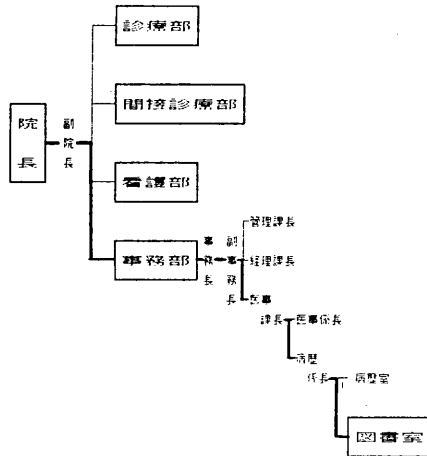 診療部
間接診療部
院長
副院長
看護部
事務部
事務長
副事務長
管理課長
経理課長
医事
課長
医事係長
病歴
係長
病歴室
図書室